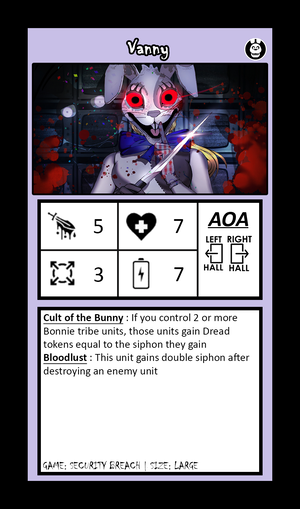 Vanny
5
7
AOA
LEFT RIGHT
HALL HALL
3
7
Cult of the Bunny : If you control 2 or more
Bonnie tribe units, those units gain Dread
tokens equal to the siphon they gain
Bloodlust : This unit gains double siphon after
destroying an enemy unit
GAME: SECURITY BREACH | SIZE: LARGE